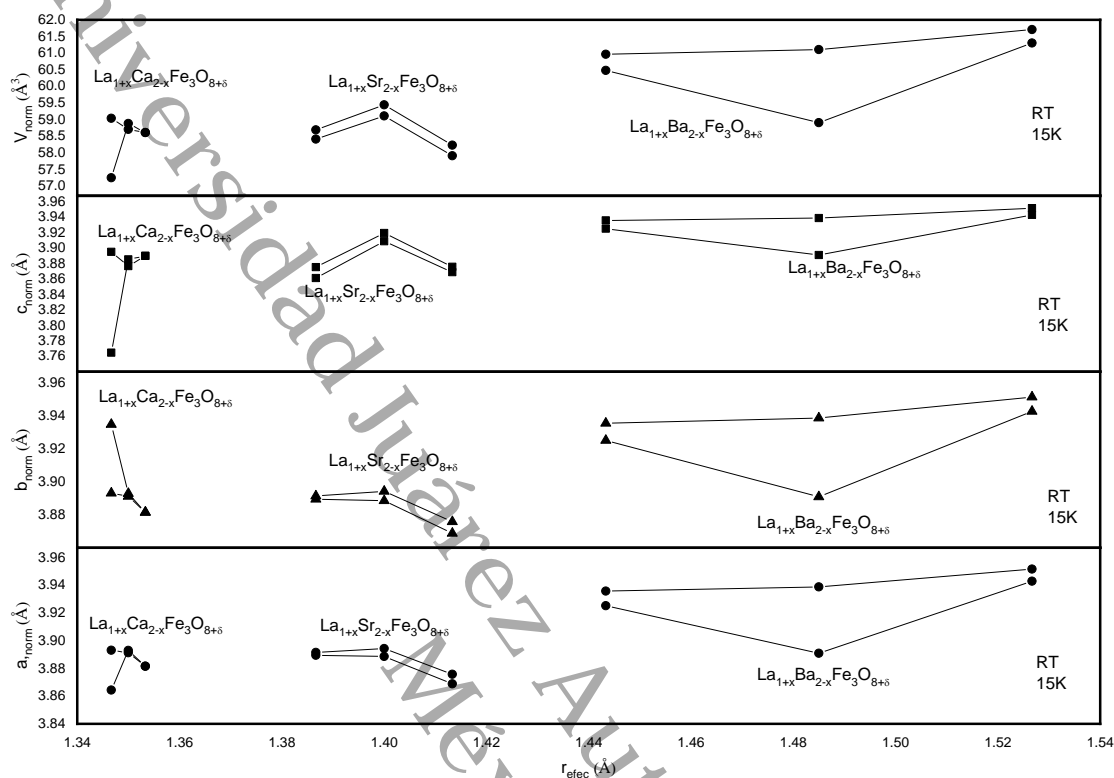 62.0
61.5
61.0
60.5
60.0
59.0
58.5
58.0
57.5
57.0
V_norm (Å³)
La₁₊ₓCa₂₋ₓFe₃O₈₊δ
La₁₊ₓSr₂₋ₓFe₃O₈₊δ
La₁₊ₓBa₂₋ₓFe₃O₈₊δ
RT
15K
3.96
3.94
3.92
3.90
3.88
3.86
3.84
3.82
3.80
3.78
3.76
c_norm (Å)
La₁₊ₓCa₂₋ₓFe₃O₈₊δ
La₁₊ₓSr₂₋ₓFe₃O₈₊δ
La₁₊ₓBa₂₋ₓFe₃O₈₊δ
RT
15K
3.96
3.94
3.92
3.90
3.88
b_norm (Å)
La₁₊ₓCa₂₋ₓFe₃O₈₊δ
La₁₊ₓSr₂₋ₓFe₃O₈₊δ
La₁₊ₓBa₂₋ₓFe₃O₈₊δ
RT
15K
3.96
3.94
3.92
3.90
3.88
3.86
3.84
a,norm (Å)
La₁₊ₓCa₂₋ₓFe₃O₈₊δ
La₁₊ₓSr₂₋ₓFe₃O₈₊δ
La₁₊ₓBa₂₋ₓFe₃O₈₊δ
RT
15K
1.34 1.36 1.38 1.40 1.42 1.44 1.46 1.48 1.50 1.52 1.54
r_efec (Å)
niversidad Juárez Aut
Méx